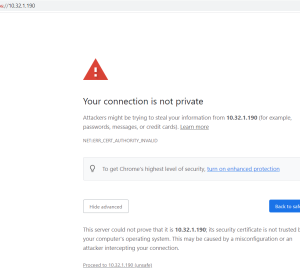 //10.32.1.190
Your connection is not private
Attackers might be trying to steal your information from 10.32.1.190 (for example,
passwords, messages, or credit cards). Learn more
NET::ERR_CERT_AUTHORITY_INVALID
To get Chrome's highest level of security, turn on enhanced protection
Hide advanced
Back to
This server could not prove that it is 10.32.1.190; its security certificate is not trusted
your computer's operating system. This may be caused by a misconfiguration or an
attacker intercepting your connection.
Proceed to 10.32.1.190 (unsafe)